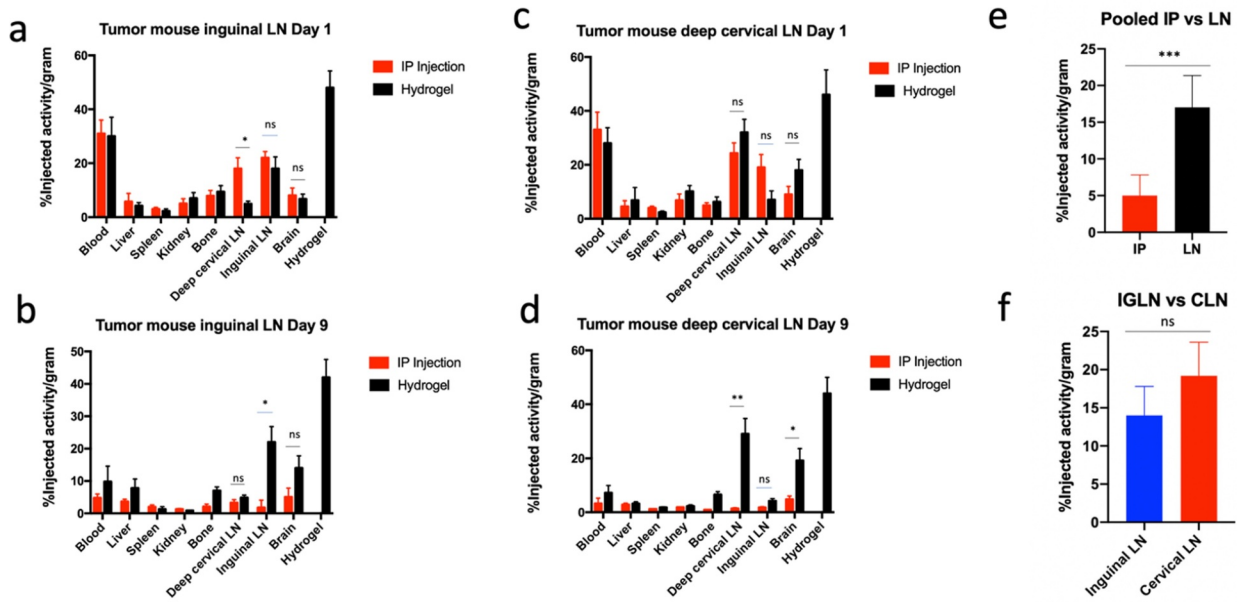 a
Tumor mouse inguinal LN Day 1
%Injected activity/gram
60
40
20
0
IP Injection
Hydrogel
*
ns
ns
Blood
Liver
Spleen
Kidney
Bone
Deep cervical LN
Inguinal LN
Brain
Hydrogel
c
Tumor mouse deep cervical LN Day 1
%Injected activity/gram
60
40
20
0
IP Injection
Hydrogel
ns
ns
ns
Blood
Liver
Spleen
Kidney
Bone
Deep cervical LN
Inguinal LN
Brain
Hydrogel
e
Pooled IP vs LN
%Injected activity/gram
25
20
15
10
5
0
***
IP
LN
b
Tumor mouse inguinal LN Day 9
%Injected activity/gram
50
40
30
20
10
0
IP Injection
Hydrogel
ns
*
ns
Blood
Liver
Spleen
Kidney
Bone
Deep cervical LN
Inguinal LN
Brain
Hydrogel
d
Tumor mouse deep cervical LN Day 9
%Injected activity/gram
60
40
20
0
IP Injection
Hydrogel
**
ns
*
Blood
Liver
Spleen
Kidney
Bone
Deep cervical LN
Inguinal LN
Brain
Hydrogel
f
IGLN vs CLN
%Injected activity/gram
25
20
15
10
5
0
ns
Inguinal LN
Cervical LN